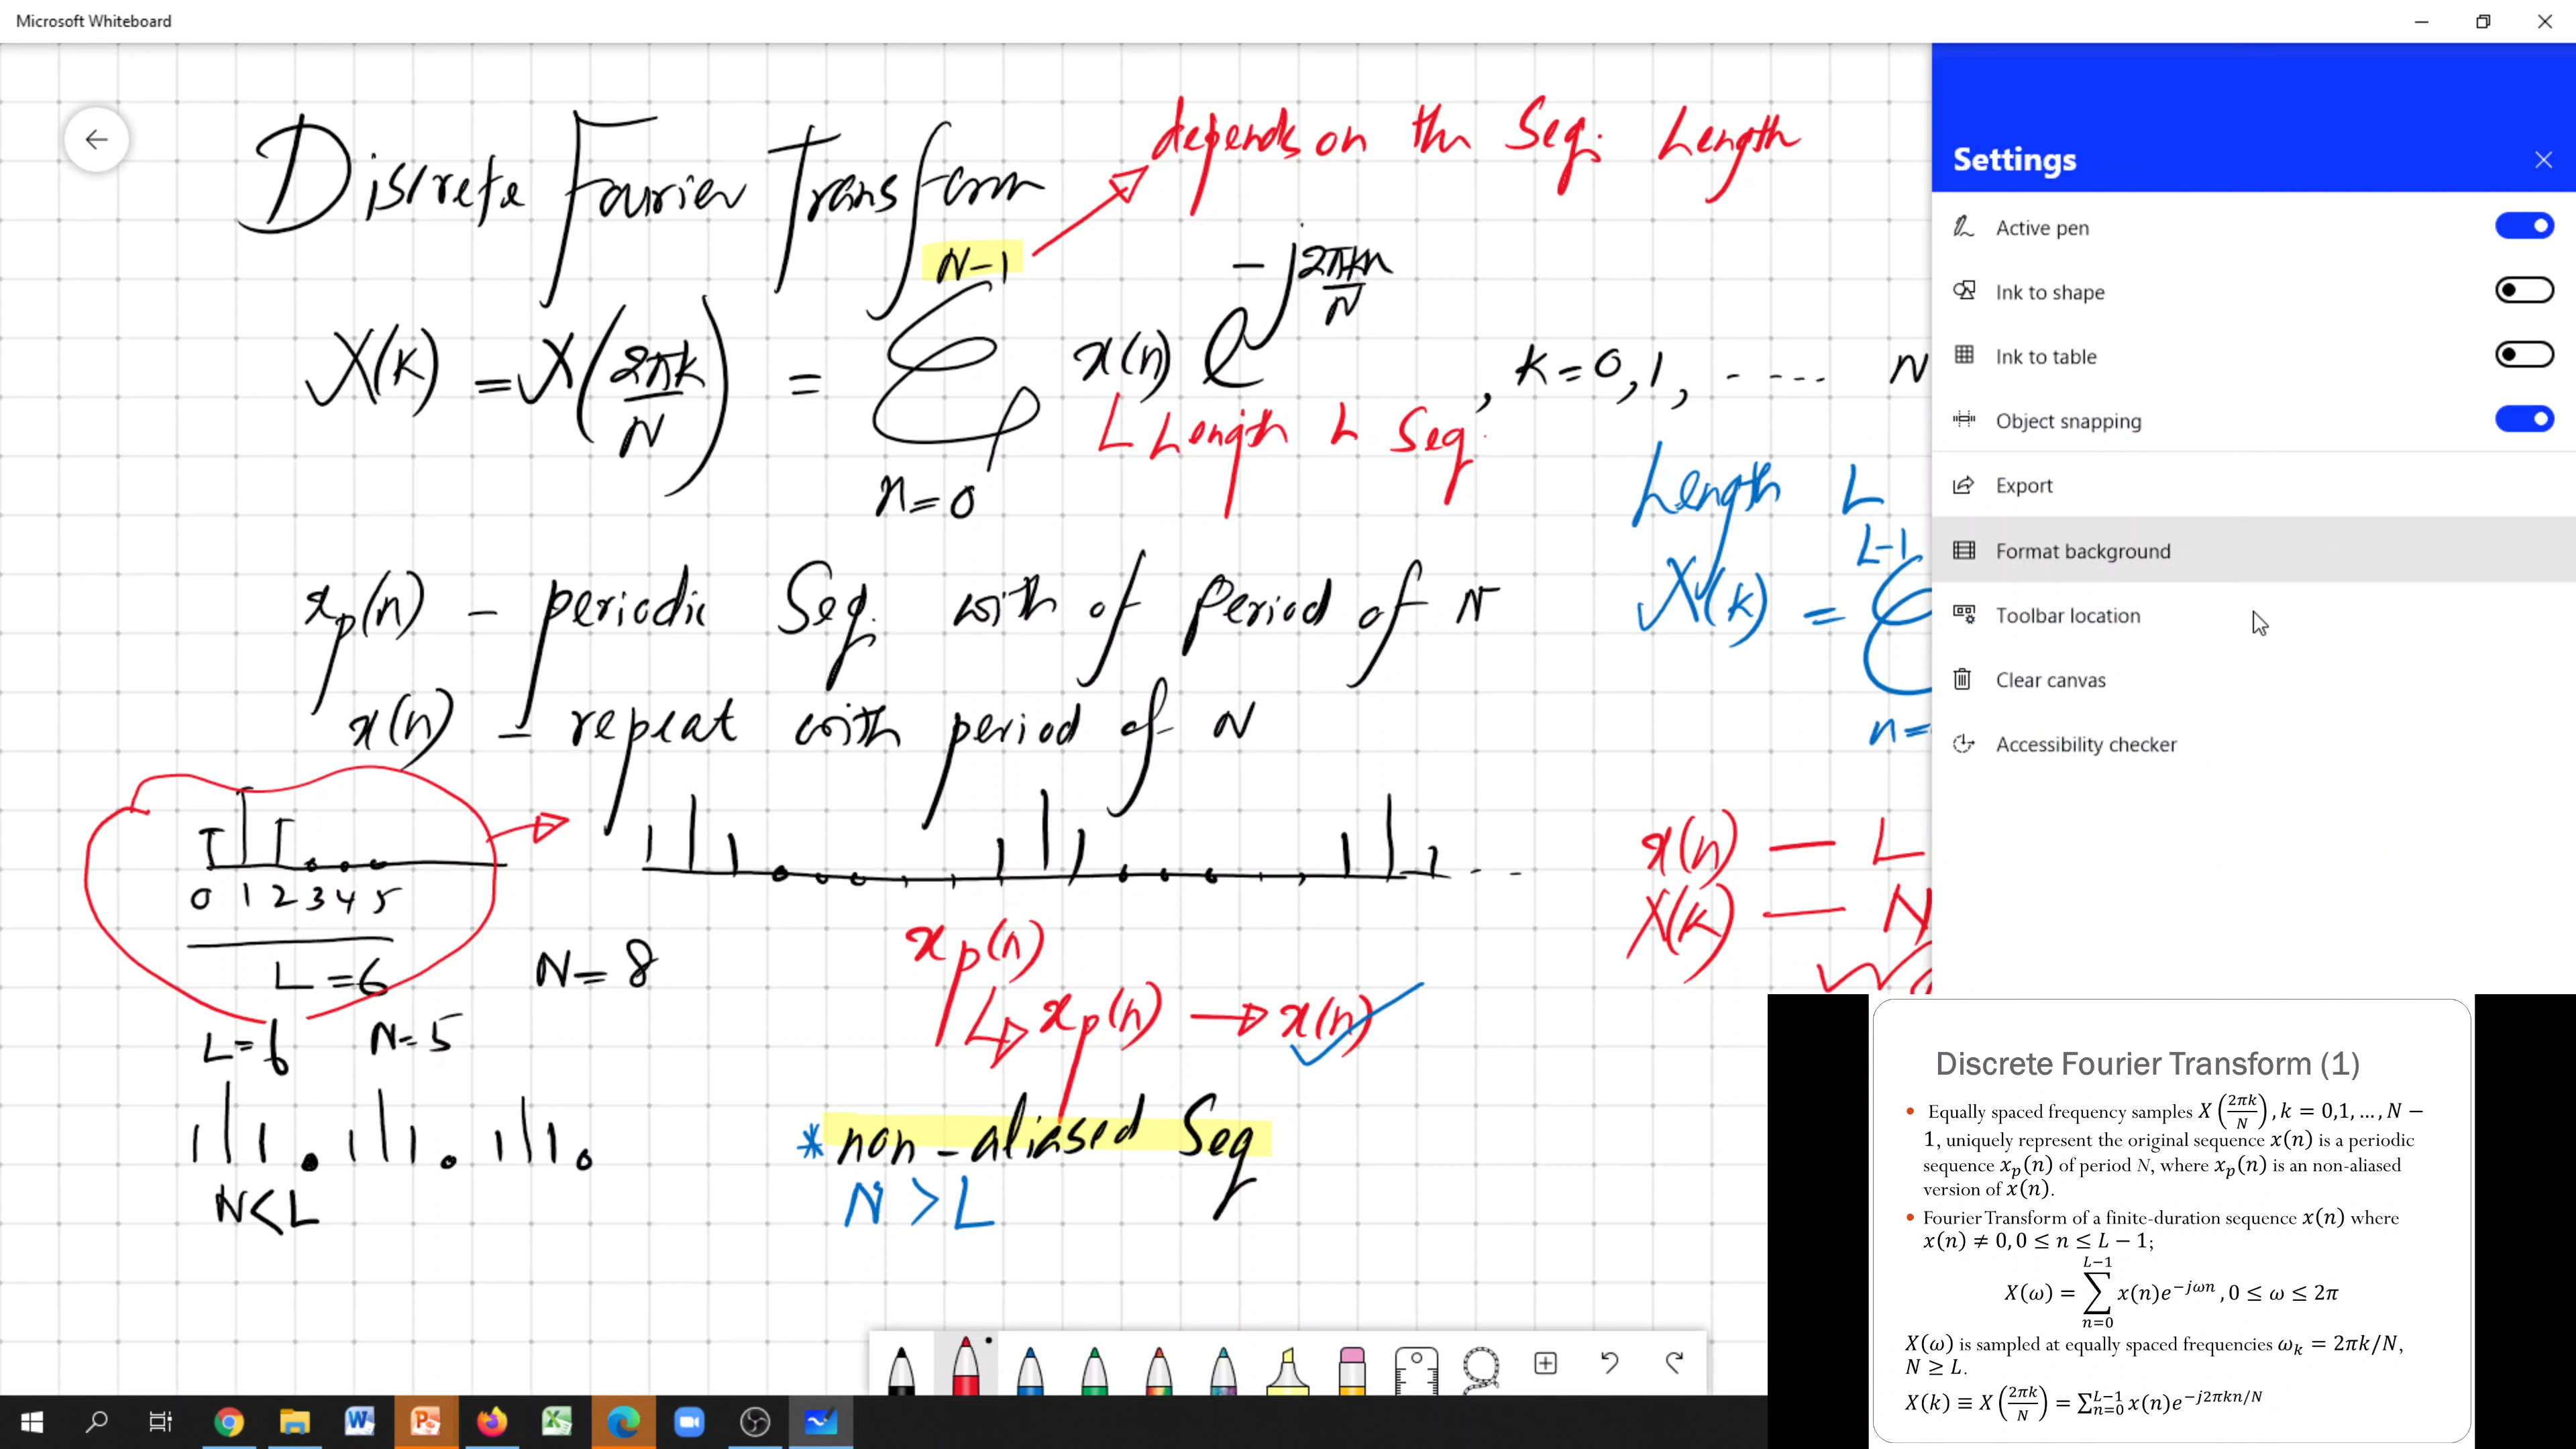 Microsoft Whiteboard
depends on th Seq. Length
Discrete Fourier Transform
X(k) = X(2πk/N) = Σ_{n=0}^{N-1} x(n) e^{-j2πkn/N}, k=0,1,.... N
L Length L Seq.
Length L
X(k) =
L-1
n=
xp(n) - periodic Seq. with of period of N
x(n) - repeat with period of N
0 1 2 3 4 5
L=6
N=8
L=6 N=5
N<L
...
xp(n)
xp(n) → x(n)
* non-aliased Seq
N > L
x(n) — L
X(k) — N
Settings
Active pen
Ink to shape
Ink to table
Object snapping
Export
Format background
Toolbar location
Clear canvas
Accessibility checker
Discrete Fourier Transform (1)
• Equally spaced frequency samples X(2πk/N), k = 0,1, …, N −
1, uniquely represent the original sequence x(n) is a periodic
sequence xp(n) of period N, where xp(n) is an non-aliased
version of x(n).
• Fourier Transform of a finite-duration sequence x(n) where
x(n) ≠ 0, 0 ≤ n ≤ L − 1;
X(ω) = Σ_{n=0}^{L−1} x(n)e^{−jωn}, 0 ≤ ω ≤ 2π
X(ω) is sampled at equally spaced frequencies ωk = 2πk/N,
N ≥ L.
X(k) ≡ X(2πk/N) = Σ_{n=0}^{L−1} x(n)e^{−j2πkn/N}